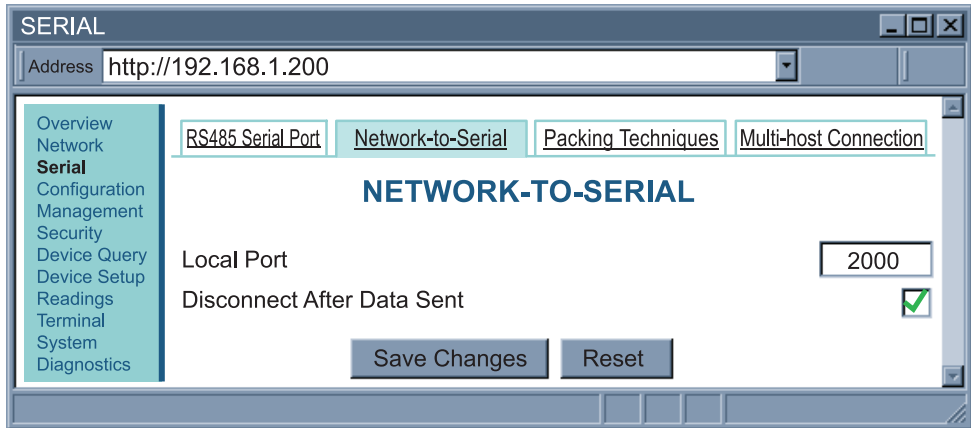 SERIAL
Address http://192.168.1.200
Overview
Network
Serial
Configuration
Management
Security
Device Query
Device Setup
Readings
Terminal
System
Diagnostics
RS485 Serial Port Network-to-Serial Packing Techniques Multi-host Connection
NETWORK-TO-SERIAL
Local Port 2000
Disconnect After Data Sent
Save Changes Reset